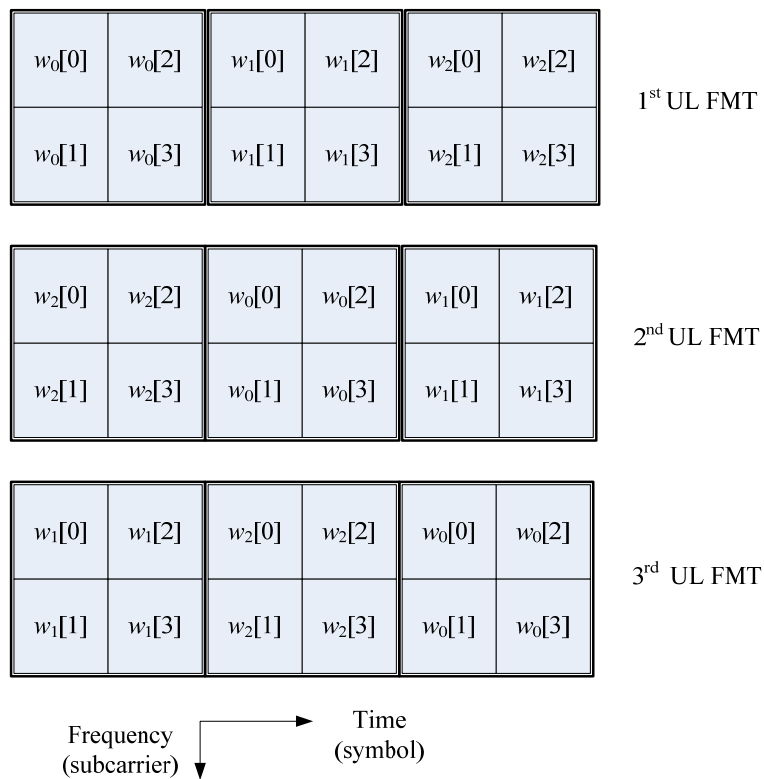 w₀[0] w₀[2] w₁[0] w₁[2] w₂[0] w₂[2]
1st UL FMT
w₀[1] w₀[3] w₁[1] w₁[3] w₂[1] w₂[3]
w₂[0] w₂[2] w₀[0] w₀[2] w₁[0] w₁[2]
2nd UL FMT
w₂[1] w₂[3] w₀[1] w₀[3] w₁[1] w₁[3]
w₁[0] w₁[2] w₂[0] w₂[2] w₀[0] w₀[2]
3rd UL FMT
w₁[1] w₁[3] w₂[1] w₂[3] w₀[1] w₀[3]
Frequency
(subcarrier)
Time
(symbol)